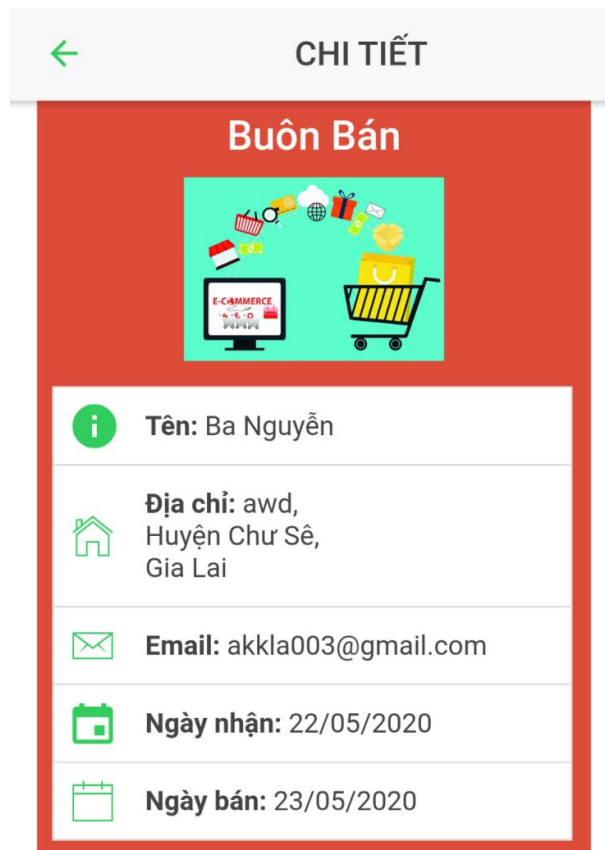 CHI TIẾT
Buôn Bán
E-COMMERCE
Tên: Ba Nguyễn
Địa chỉ: awd,
Huyện Chư Sê,
Gia Lai
Email: akkla003@gmail.com
Ngày nhận: 22/05/2020
Ngày bán: 23/05/2020